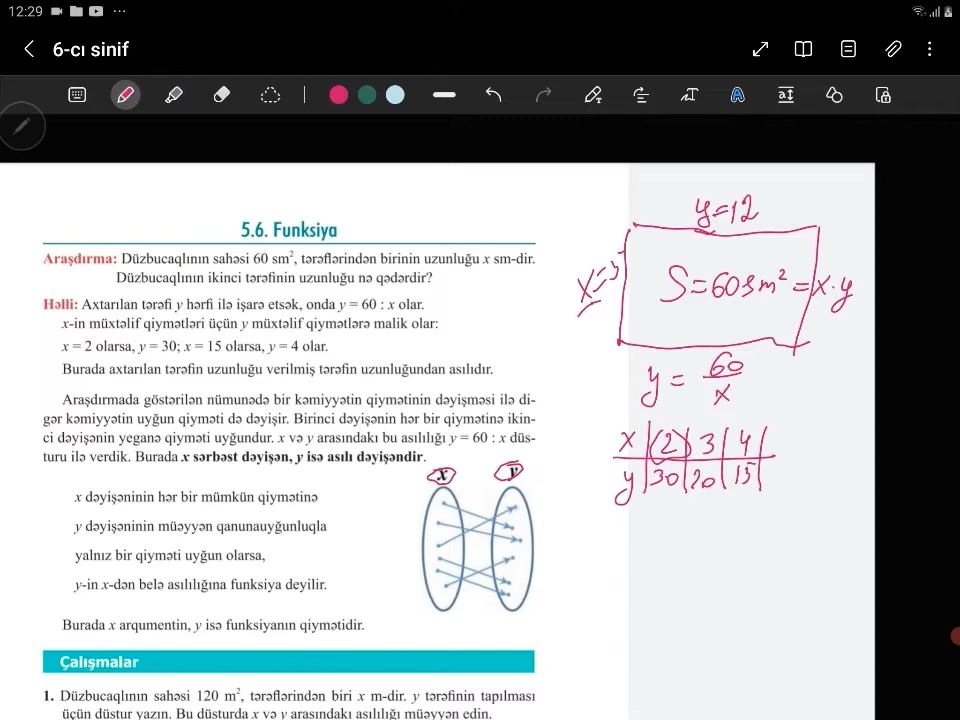 12:29
6-cı sinif
5.6. Funksiya
Araşdırma: Düzbucaqlının sahəsi 60 sm², tərəflərindən birinin uzunluğu x sm-dir.
Düzbucaqlının ikinci tərəfinin uzunluğu nə qədərdir?
Həlli: Axtarılan tərəfi y hərfi ilə işarə etsək, onda y = 60 : x olar.
x-in müxtəlif qiymətləri üçün y müxtəlif qiymətlərə malik olar:
x = 2 olarsa, y = 30; x = 15 olarsa, y = 4 olar.
Burada axtarılan tərəfin uzunluğu verilmiş tərəfin uzunluğundan asılıdır.
Araşdırmada göstərilən nümunədə bir kəmiyyətin qiymətinin dəyişməsi ilə di-
gər kəmiyyətin uyğun qiyməti də dəyişir. Birinci dəyişənin hər bir qiymətinə ikin-
ci dəyişənin yeganə qiyməti uyğundur. x və y arasındakı bu asılılığı y = 60 : x düs-
turu ilə verdik. Burada x sərbəst dəyişən, y isə asılı dəyişəndir.
x dəyişəninin hər bir mümkün qiymətinə
y dəyişəninin müəyyən qanunauyğunluqla
yalnız bir qiyməti uyğun olarsa,
y-in x-dən belə asılılığına funksiya deyilir.
x y
Burada x arqumentin, y isə funksiyanın qiymətidir.
Çalışmalar
1. Düzbucaqlının sahəsi 120 m², tərəflərindən biri x m-dir. y tərəfinin tapılması
üçün düstur yazın. Bu düsturda x və y arasındakı asılılığı müəyyən edin.
y=12
x=5
S=60sm²=x·y
y = 60/x
x | (2) | 3 | 4 |
y | 30 | 20 | 15 |